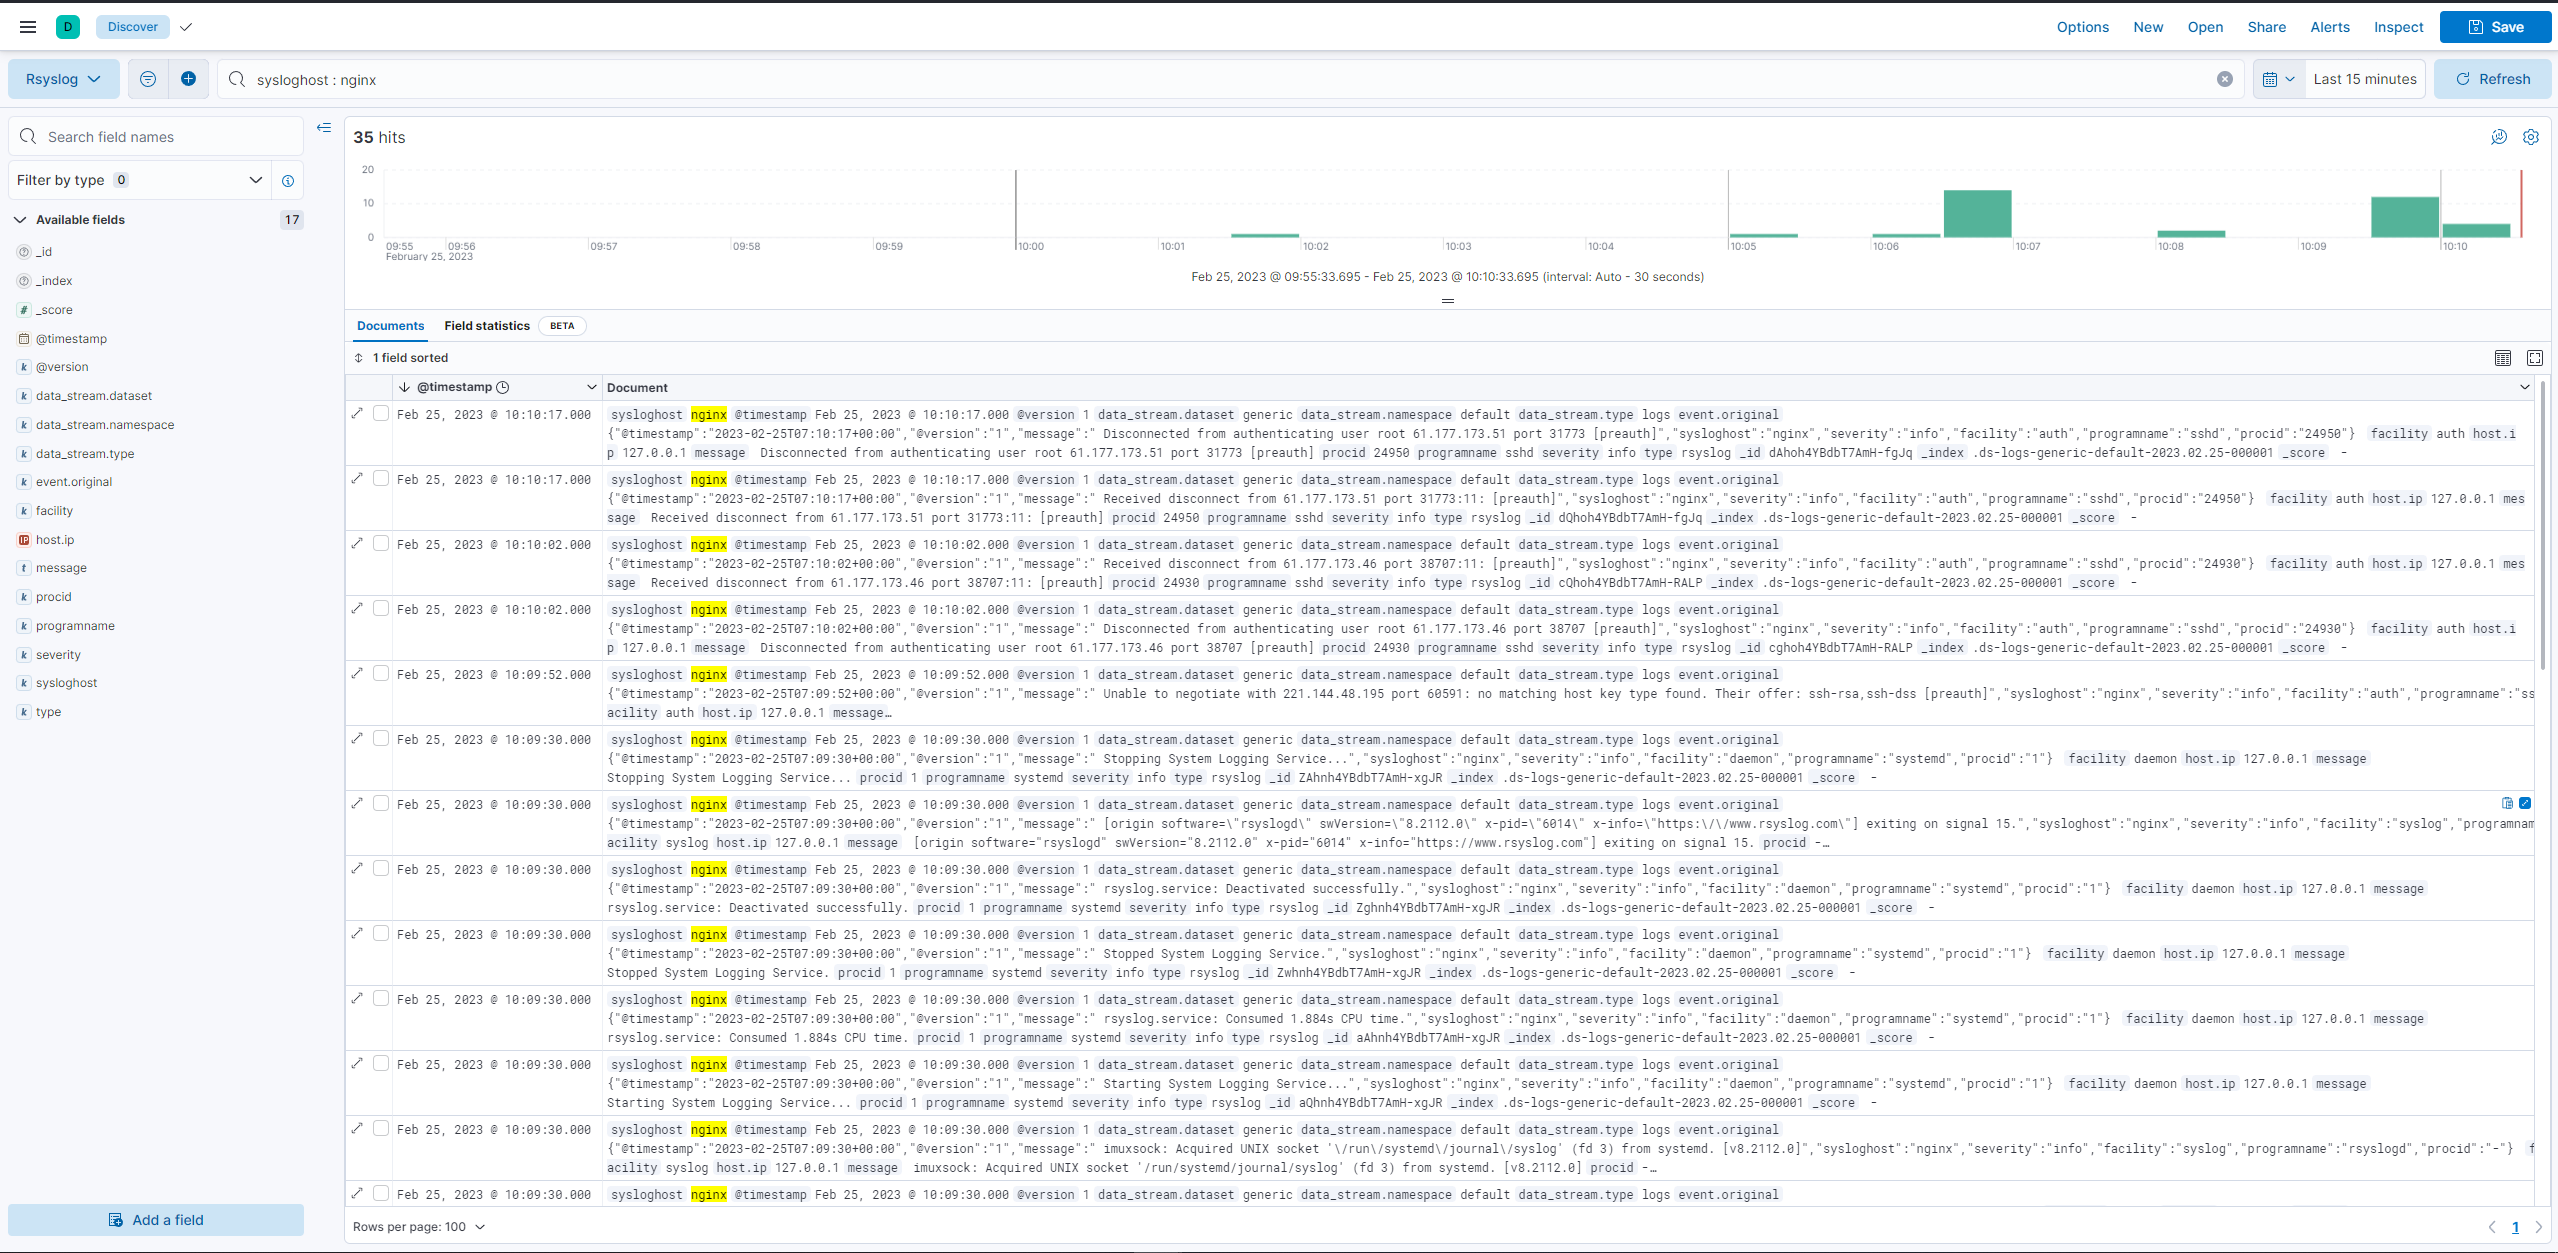 D Discover Options New Open Share Alerts Inspect Save
Rsyslog sysloghost : nginx Last 15 minutes Refresh
Search field names
Filter by type 0
Available fields 17
_id
_index
_score
@timestamp
@version
data_stream.dataset
data_stream.namespace
data_stream.type
event.original
facility
host.ip
message
procid
programname
severity
sysloghost
type
Add a field
35 hits
20
10
0
09:55 09:56 09:57 09:58 09:59 10:00 10:01 10:02 10:03 10:04 10:05 10:06 10:07 10:08 10:09 10:10
February 25, 2023
Feb 25, 2023 @ 09:55:33.695 - Feb 25, 2023 @ 10:10:33.695 (interval: Auto - 30 seconds)
Documents Field statistics BETA
1 field sorted
@timestamp Document
Feb 25, 2023 @ 10:10:17.000 sysloghost nginx @timestamp Feb 25, 2023 @ 10:10:17.000 @version 1 data_stream.dataset generic data_stream.namespace default data_stream.type logs event.original
{"@timestamp":"2023-02-25T07:10:17+00:00","@version":"1","message":" Disconnected from authenticating user root 61.177.173.51 port 31773 [preauth]","sysloghost":"nginx","severity":"info","facility":"auth","programname":"sshd","procid":"24950"} facility auth host.i
p 127.0.0.1 message Disconnected from authenticating user root 61.177.173.51 port 31773 [preauth] procid 24950 programname sshd severity info type rsyslog _id dAhoh4YBdbT7AmH-fgJq _index .ds-logs-generic-default-2023.02.25-000001 _score -
Feb 25, 2023 @ 10:10:17.000 sysloghost nginx @timestamp Feb 25, 2023 @ 10:10:17.000 @version 1 data_stream.dataset generic data_stream.namespace default data_stream.type logs event.original
{"@timestamp":"2023-02-25T07:10:17+00:00","@version":"1","message":" Received disconnect from 61.177.173.51 port 31773:11: [preauth]","sysloghost":"nginx","severity":"info","facility":"auth","programname":"sshd","procid":"24950"} facility auth host.ip 127.0.0.1 mes
sage Received disconnect from 61.177.173.51 port 31773:11: [preauth] procid 24950 programname sshd severity info type rsyslog _id dQhoh4YBdbT7AmH-fgJq _index .ds-logs-generic-default-2023.02.25-000001 _score -
Feb 25, 2023 @ 10:10:02.000 sysloghost nginx @timestamp Feb 25, 2023 @ 10:10:02.000 @version 1 data_stream.dataset generic data_stream.namespace default data_stream.type logs event.original
{"@timestamp":"2023-02-25T07:10:02+00:00","@version":"1","message":" Received disconnect from 61.177.173.46 port 38707:11: [preauth]","sysloghost":"nginx","severity":"info","facility":"auth","programname":"sshd","procid":"24930"} facility auth host.ip 127.0.0.1 mes
sage Received disconnect from 61.177.173.46 port 38707:11: [preauth] procid 24930 programname sshd severity info type rsyslog _id cQhoh4YBdbT7AmH-RALP _index .ds-logs-generic-default-2023.02.25-000001 _score -
Feb 25, 2023 @ 10:10:02.000 sysloghost nginx @timestamp Feb 25, 2023 @ 10:10:02.000 @version 1 data_stream.dataset generic data_stream.namespace default data_stream.type logs event.original
{"@timestamp":"2023-02-25T07:10:02+00:00","@version":"1","message":" Disconnected from authenticating user root 61.177.173.46 port 38707 [preauth]","sysloghost":"nginx","severity":"info","facility":"auth","programname":"sshd","procid":"24930"} facility auth host.i
p 127.0.0.1 message Disconnected from authenticating user root 61.177.173.46 port 38707 [preauth] procid 24930 programname sshd severity info type rsyslog _id cghoh4YBdbT7AmH-RALP _index .ds-logs-generic-default-2023.02.25-000001 _score -
Feb 25, 2023 @ 10:09:52.000 sysloghost nginx @timestamp Feb 25, 2023 @ 10:09:52.000 @version 1 data_stream.dataset generic data_stream.namespace default data_stream.type logs event.original
{"@timestamp":"2023-02-25T07:09:52+00:00","@version":"1","message":" Unable to negotiate with 221.144.48.195 port 60591: no matching host key type found. Their offer: ssh-rsa,ssh-dss [preauth]","sysloghost":"nginx","severity":"info","facility":"auth","programname":"ss
acility auth host.ip 127.0.0.1 message…
Feb 25, 2023 @ 10:09:30.000 sysloghost nginx @timestamp Feb 25, 2023 @ 10:09:30.000 @version 1 data_stream.dataset generic data_stream.namespace default data_stream.type logs event.original
{"@timestamp":"2023-02-25T07:09:30+00:00","@version":"1","message":" Stopping System Logging Service...","sysloghost":"nginx","severity":"info","facility":"daemon","programname":"systemd","procid":"1"} facility daemon host.ip 127.0.0.1 message
Stopping System Logging Service... procid 1 programname systemd severity info type rsyslog _id ZAhnh4YBdbT7AmH-xgJR _index .ds-logs-generic-default-2023.02.25-000001 _score -
Feb 25, 2023 @ 10:09:30.000 sysloghost nginx @timestamp Feb 25, 2023 @ 10:09:30.000 @version 1 data_stream.dataset generic data_stream.namespace default data_stream.type logs event.original
{"@timestamp":"2023-02-25T07:09:30+00:00","@version":"1","message":" [origin software=\"rsyslogd\" swVersion=\"8.2112.0\" x-pid=\"6014\" x-info=\"https:\/\/www.rsyslog.com\"] exiting on signal 15.","sysloghost":"nginx","severity":"info","facility":"syslog","programnam
acility syslog host.ip 127.0.0.1 message [origin software="rsyslogd" swVersion="8.2112.0" x-pid="6014" x-info="https://www.rsyslog.com"] exiting on signal 15. procid -…
Feb 25, 2023 @ 10:09:30.000 sysloghost nginx @timestamp Feb 25, 2023 @ 10:09:30.000 @version 1 data_stream.dataset generic data_stream.namespace default data_stream.type logs event.original
{"@timestamp":"2023-02-25T07:09:30+00:00","@version":"1","message":" rsyslog.service: Deactivated successfully.","sysloghost":"nginx","severity":"info","facility":"daemon","programname":"systemd","procid":"1"} facility daemon host.ip 127.0.0.1 message
rsyslog.service: Deactivated successfully. procid 1 programname systemd severity info type rsyslog _id Zghnh4YBdbT7AmH-xgJR _index .ds-logs-generic-default-2023.02.25-000001 _score -
Feb 25, 2023 @ 10:09:30.000 sysloghost nginx @timestamp Feb 25, 2023 @ 10:09:30.000 @version 1 data_stream.dataset generic data_stream.namespace default data_stream.type logs event.original
{"@timestamp":"2023-02-25T07:09:30+00:00","@version":"1","message":" Stopped System Logging Service.","sysloghost":"nginx","severity":"info","facility":"daemon","programname":"systemd","procid":"1"} facility daemon host.ip 127.0.0.1 message
Stopped System Logging Service. procid 1 programname systemd severity info type rsyslog _id Zwhnh4YBdbT7AmH-xgJR _index .ds-logs-generic-default-2023.02.25-000001 _score -
Feb 25, 2023 @ 10:09:30.000 sysloghost nginx @timestamp Feb 25, 2023 @ 10:09:30.000 @version 1 data_stream.dataset generic data_stream.namespace default data_stream.type logs event.original
{"@timestamp":"2023-02-25T07:09:30+00:00","@version":"1","message":" rsyslog.service: Consumed 1.884s CPU time.","sysloghost":"nginx","severity":"info","facility":"daemon","programname":"systemd","procid":"1"} facility daemon host.ip 127.0.0.1 message
rsyslog.service: Consumed 1.884s CPU time. procid 1 programname systemd severity info type rsyslog _id aAhnh4YBdbT7AmH-xgJR _index .ds-logs-generic-default-2023.02.25-000001 _score -
Feb 25, 2023 @ 10:09:30.000 sysloghost nginx @timestamp Feb 25, 2023 @ 10:09:30.000 @version 1 data_stream.dataset generic data_stream.namespace default data_stream.type logs event.original
{"@timestamp":"2023-02-25T07:09:30+00:00","@version":"1","message":" Starting System Logging Service...","sysloghost":"nginx","severity":"info","facility":"daemon","programname":"systemd","procid":"1"} facility daemon host.ip 127.0.0.1 message
Starting System Logging Service... procid 1 programname systemd severity info type rsyslog _id aQhnh4YBdbT7AmH-xgJR _index .ds-logs-generic-default-2023.02.25-000001 _score -
Feb 25, 2023 @ 10:09:30.000 sysloghost nginx @timestamp Feb 25, 2023 @ 10:09:30.000 @version 1 data_stream.dataset generic data_stream.namespace default data_stream.type logs event.original
{"@timestamp":"2023-02-25T07:09:30+00:00","@version":"1","message":" imuxsock: Acquired UNIX socket '\/run\/systemd\/journal\/syslog' (fd 3) from systemd. [v8.2112.0]","sysloghost":"nginx","severity":"info","facility":"syslog","programname":"rsyslogd","procid":"-"} f
acility syslog host.ip 127.0.0.1 message imuxsock: Acquired UNIX socket '/run/systemd/journal/syslog' (fd 3) from systemd. [v8.2112.0] procid -…
Feb 25, 2023 @ 10:09:30.000 sysloghost nginx @timestamp Feb 25, 2023 @ 10:09:30.000 @version 1 data_stream.dataset generic data_stream.namespace default data_stream.type logs event.original
Rows per page: 100 1